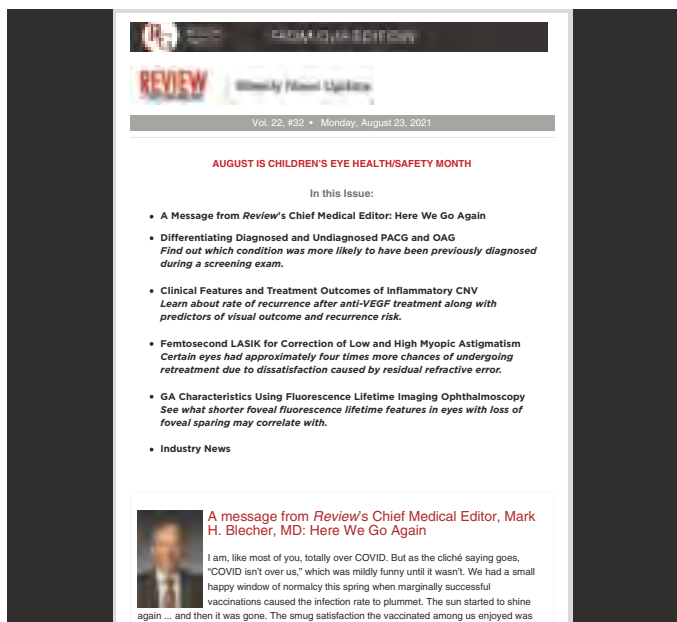 REVIEW
Weekly News Update
Vol. 22, #32 • Monday, August 23, 2021
AUGUST IS CHILDREN'S EYE HEALTH/SAFETY MONTH
In this Issue:
• A Message from Review's Chief Medical Editor: Here We Go Again
• Differentiating Diagnosed and Undiagnosed PACG and OAG
Find out which condition was more likely to have been previously diagnosed
during a screening exam.
• Clinical Features and Treatment Outcomes of Inflammatory CNV
Learn about rate of recurrence after anti-VEGF treatment along with
predictors of visual outcome and recurrence risk.
• Femtosecond LASIK for Correction of Low and High Myopic Astigmatism
Certain eyes had approximately four times more chances of undergoing
retreatment due to dissatisfaction caused by residual refractive error.
• GA Characteristics Using Fluorescence Lifetime Imaging Ophthalmoscopy
See what shorter foveal fluorescence lifetime features in eyes with loss of
foveal sparing may correlate with.
• Industry News
A message from Review's Chief Medical Editor, Mark
H. Blecher, MD: Here We Go Again
I am, like most of you, totally over COVID. But as the cliché saying goes,
“COVID isn’t over us,” which was mildly funny until it wasn’t. We had a small
happy window of normalcy this spring when marginally successful
vaccinations caused the infection rate to plummet. The sun started to shine
again ... and then it was gone. The smug satisfaction the vaccinated among us enjoyed was